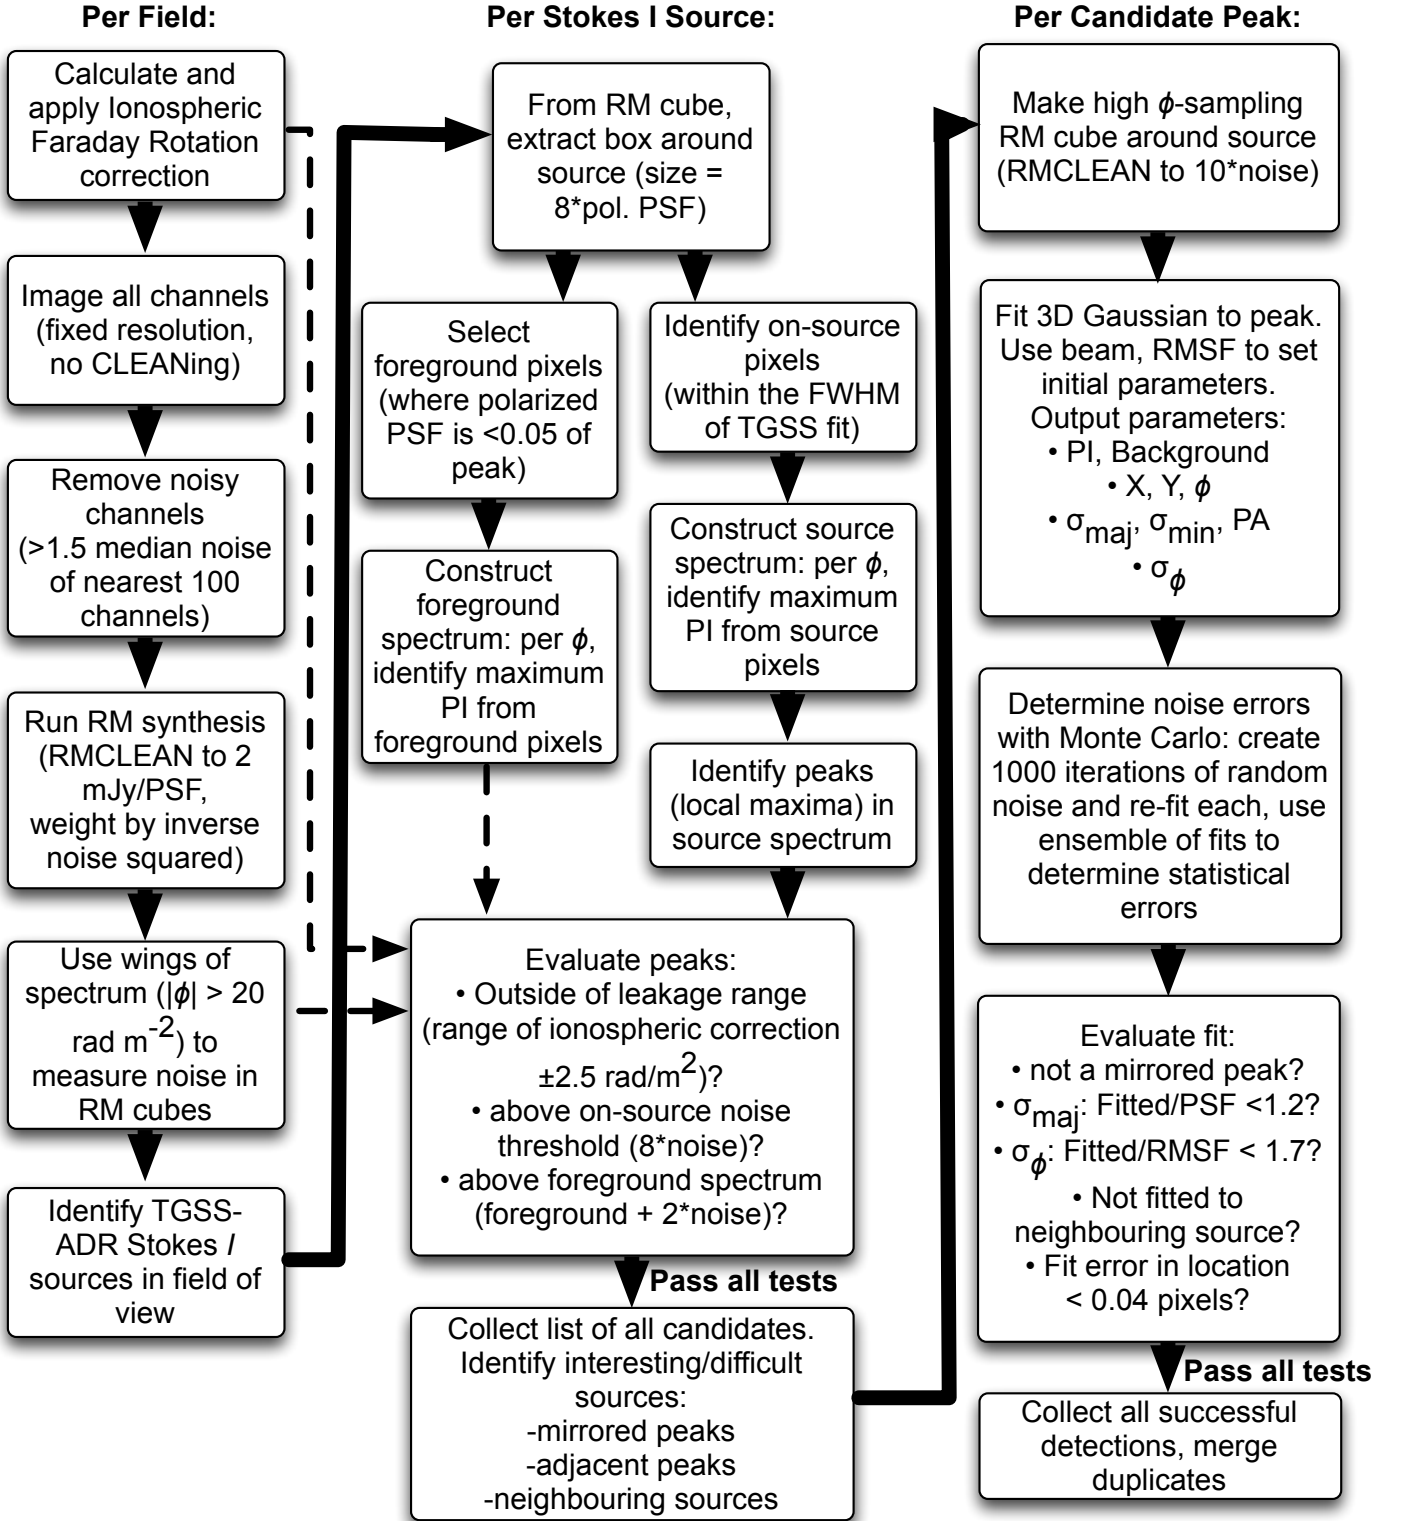 Per Field:
Calculate and
apply Ionospheric
Faraday Rotation
correction
Image all channels
(fixed resolution,
no CLEANing)
Remove noisy
channels
(>1.5 median noise
of nearest 100
channels)
Run RM synthesis
(RMCLEAN to 2
mJy/PSF,
weight by inverse
noise squared)
Use wings of
spectrum (|ϕ| > 20
rad m⁻²) to
measure noise in
RM cubes
Identify TGSS-
ADR Stokes I
sources in field of
view
Per Stokes I Source:
From RM cube,
extract box around
source (size =
8*pol. PSF)
Select
foreground pixels
(where polarized
PSF is <0.05 of
peak)
Construct
foreground
spectrum: per ϕ,
identify maximum
PI from
foreground pixels
Identify on-source
pixels
(within the FWHM
of TGSS fit)
Construct source
spectrum: per ϕ,
identify maximum
PI from source
pixels
Identify peaks
(local maxima) in
source spectrum
Evaluate peaks:
• Outside of leakage range
(range of ionospheric correction
±2.5 rad/m²)?
• above on-source noise
threshold (8*noise)?
• above foreground spectrum
(foreground + 2*noise)?
Pass all tests
Collect list of all candidates.
Identify interesting/difficult
sources:
-mirrored peaks
-adjacent peaks
-neighbouring sources
Per Candidate Peak:
Make high ϕ-sampling
RM cube around source
(RMCLEAN to 10*noise)
Fit 3D Gaussian to peak.
Use beam, RMSF to set
initial parameters.
Output parameters:
• PI, Background
• X, Y, ϕ
• σmaj, σmin, PA
• σϕ
Determine noise errors
with Monte Carlo: create
1000 iterations of random
noise and re-fit each, use
ensemble of fits to
determine statistical
errors
Evaluate fit:
• not a mirrored peak?
• σmaj: Fitted/PSF <1.2?
• σϕ: Fitted/RMSF < 1.7?
• Not fitted to
neighbouring source?
• Fit error in location
< 0.04 pixels?
Pass all tests
Collect all successful
detections, merge
duplicates